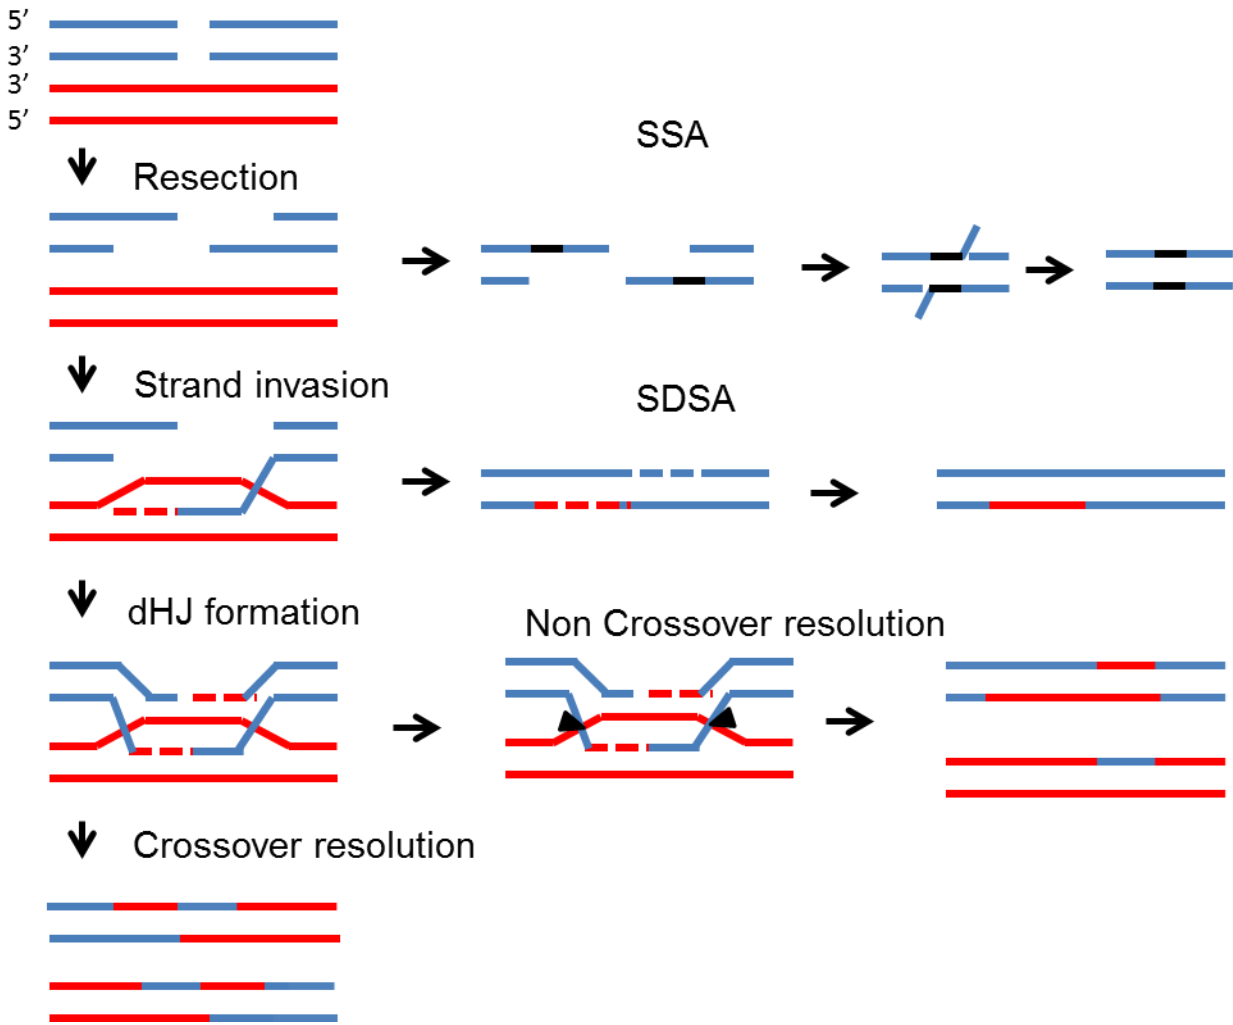 5’
3’
3’
5’
SSA
Resection
Strand invasion
SDSA
dHJ formation
Non Crossover resolution
Crossover resolution